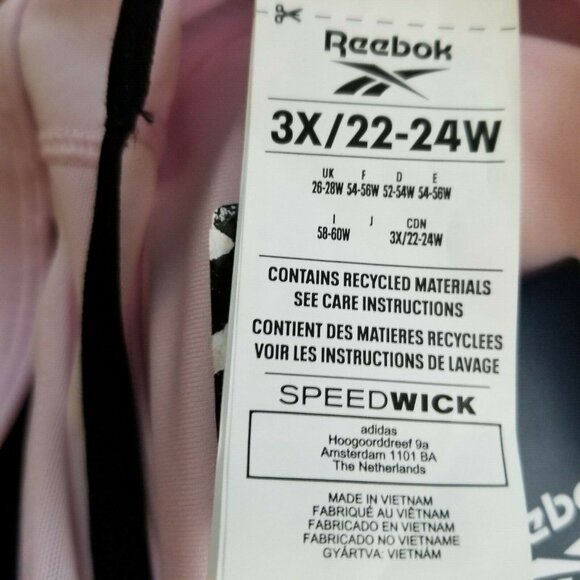 Reebok
3X/22-24W
UK F D E
26-28W 54-56W 52-54W 54-56W
I J CDN
58-60W 3X/22-24W
CONTAINS RECYCLED MATERIALS
SEE CARE INSTRUCTIONS
CONTIENT DES MATIERES RECYCLEES
VOIR LES INSTRUCTIONS DE LAVAGE
SPEEDWICK
adidas
Hoogoorddreef 9a
Amsterdam 1101 BA
The Netherlands
MADE IN VIETNAM
FABRIQUÉ AU VIÊTNAM
FABRICADO EN VIETNAM
FABRICADO NO VIETNAME
GYÁRTVA: VIETNÁM
ebo